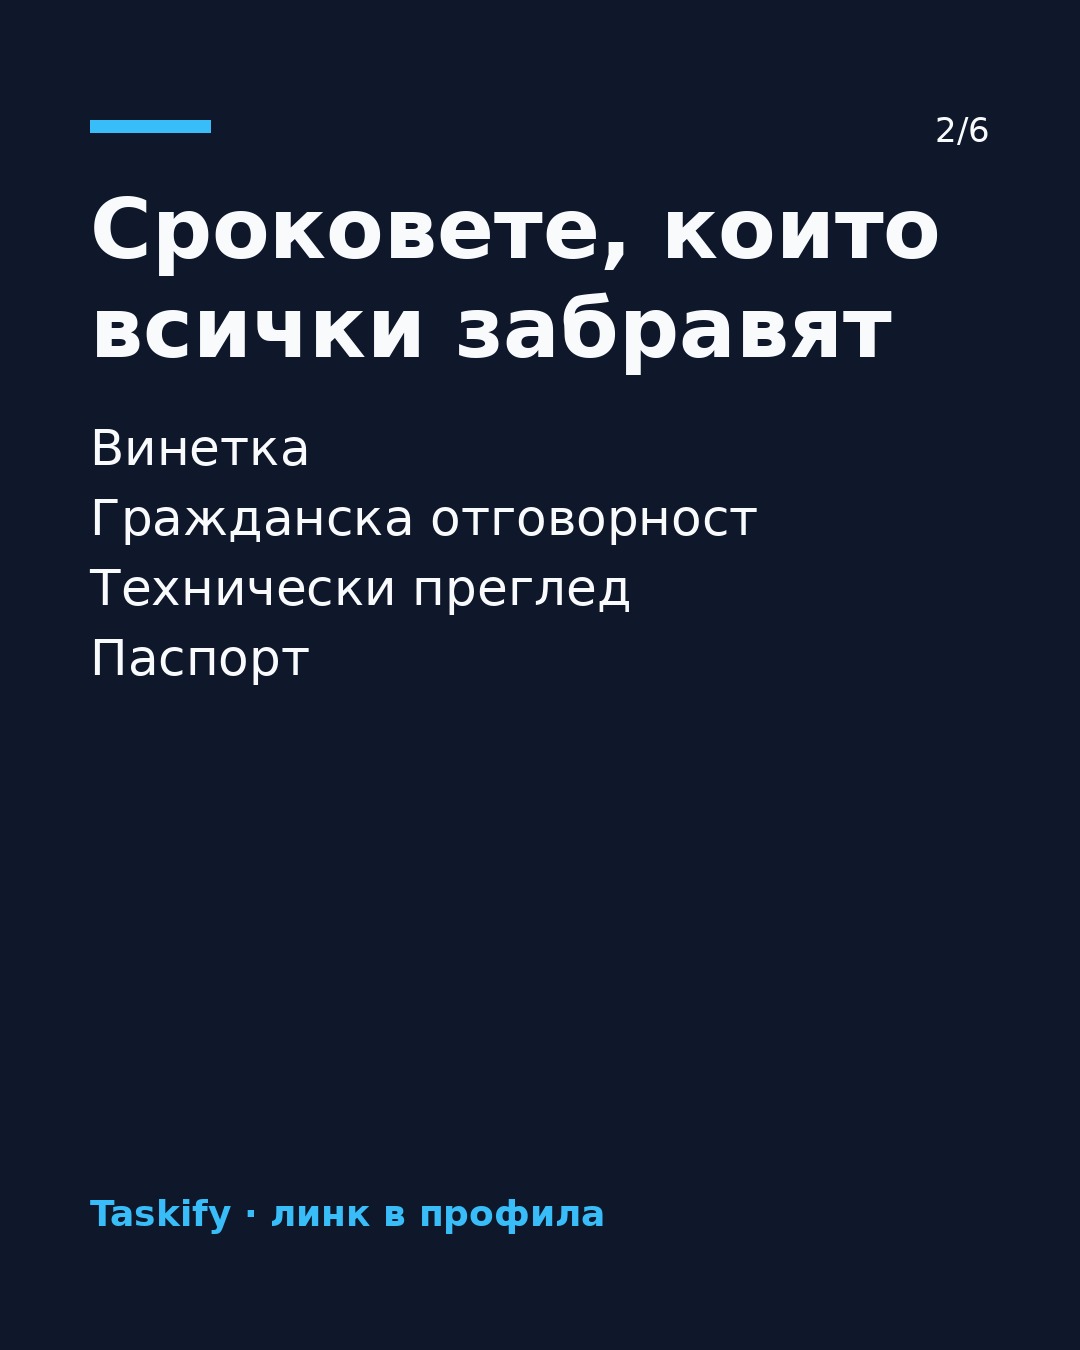 2/6
Сроковете, които
всички забравят
Винетка
Гражданска отговорност
Технически преглед
Паспорт
Taskify · линк в профила